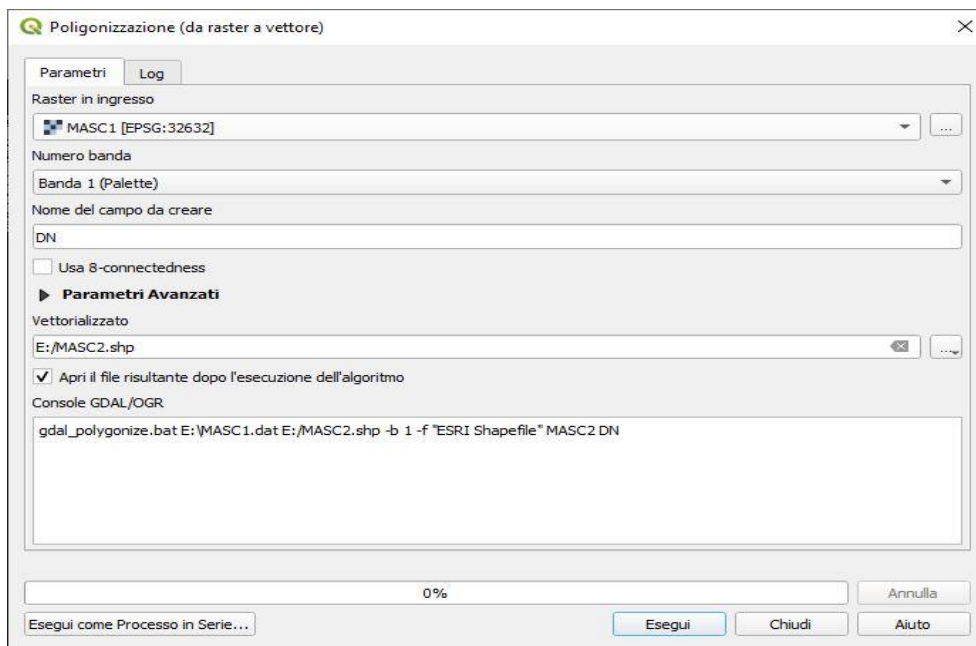 Poligonizzazione (da raster a vettore)
Parametri Log
Raster in ingresso
MASC1 [EPSG:32632]
...
Numero banda
Banda 1 (Palette)
Nome del campo da creare
DN
Usa 8-connectedness
Parametri Avanzati
Vettorializzato
E:/MASC2.shp
...
Apri il file risultante dopo l'esecuzione dell'algoritmo
Console GDAL/OGR
gdal_polygonize.bat E:\MASC1.dat E:/MASC2.shp -b 1 -f "ESRI Shapefile" MASC2 DN
0% Annulla
Esegui come Processo in Serie... Esegui Chiudi Aiuto